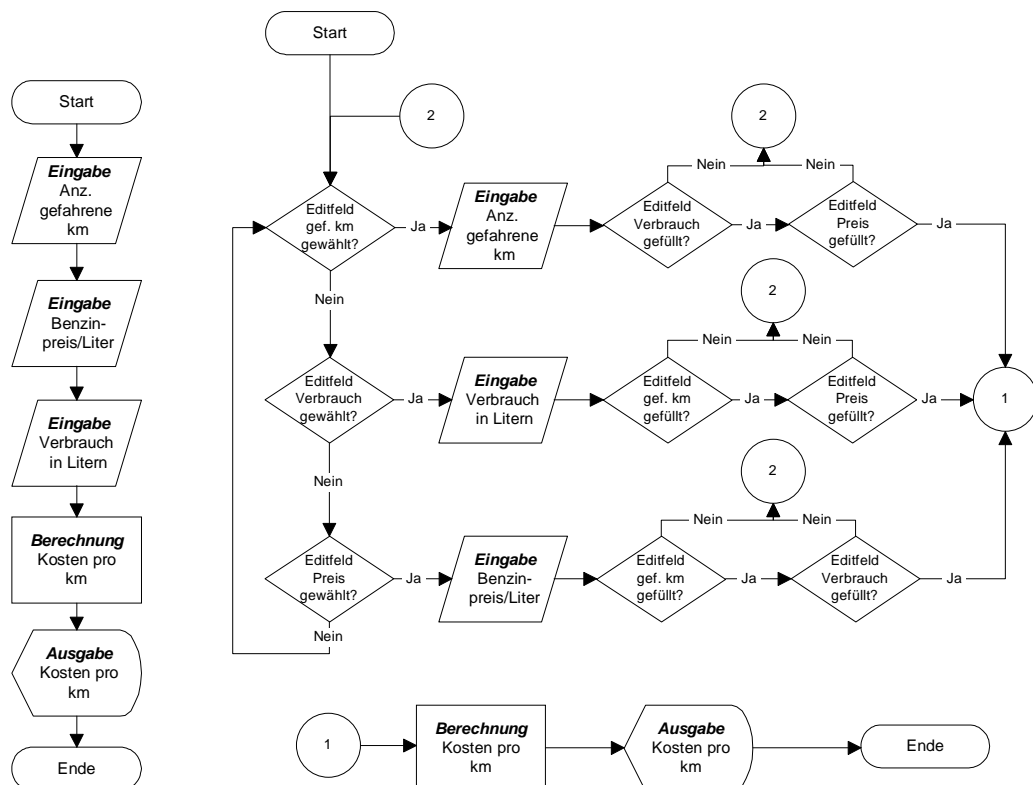 Start
Eingabe
Anz.
gefahrene
km
Eingabe
Benzin-
preis/Liter
Eingabe
Verbrauch
in Litern
Berechnung
Kosten pro
km
Ausgabe
Kosten pro
km
Ende
Start
2
Editfeld
gef. km
gewählt?
Ja
Eingabe
Anz.
gefahrene
km
Editfeld
Verbrauch
gefüllt?
Ja
Editfeld
Preis
gefüllt?
Ja
Nein
Nein
2
Nein
Editfeld
Verbrauch
gewählt?
Ja
Eingabe
Verbrauch
in Litern
Editfeld
gef. km
gefüllt?
Ja
Editfeld
Preis
gefüllt?
Ja
1
Nein
Nein
2
Nein
Editfeld
Preis
gewählt?
Ja
Eingabe
Benzin-
preis/Liter
Editfeld
gef. km
gefüllt?
Ja
Editfeld
Verbrauch
gefüllt?
Ja
Nein
Nein
2
Nein
1
Berechnung
Kosten pro
km
Ausgabe
Kosten pro
km
Ende